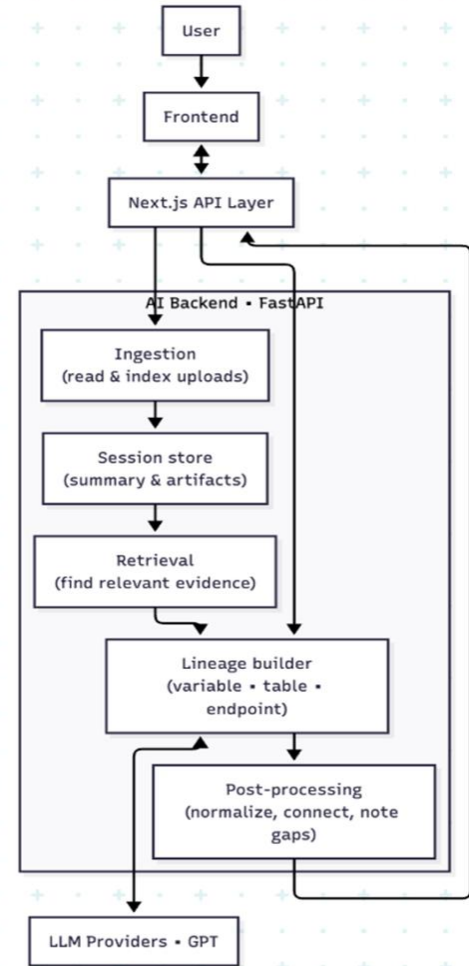 User
Frontend
Next.js API Layer
AI Backend • FastAPI
Ingestion
(read & index uploads)
Session store
(summary & artifacts)
Retrieval
(find relevant evidence)
Lineage builder
(variable • table •
endpoint)
Post-processing
(normalize, connect, note
gaps)
LLM Providers • GPT